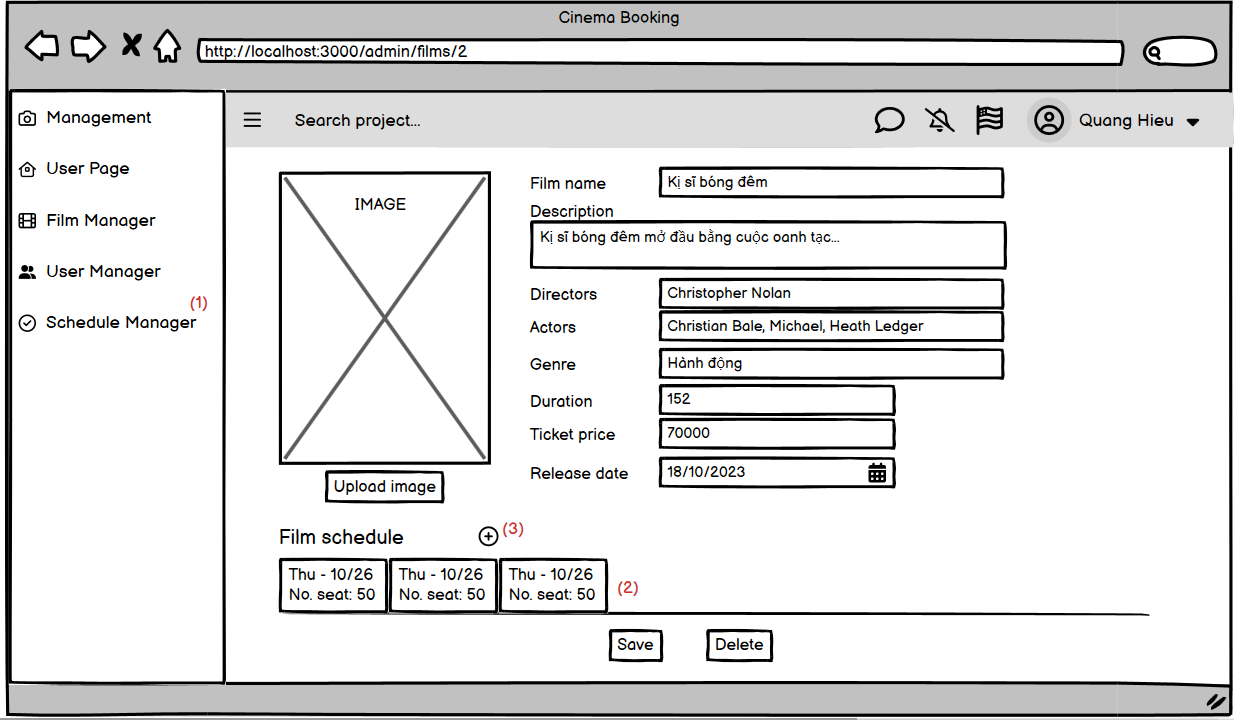 Cinema Booking
http://localhost:3000/admin/films/2
Management
User Page
Film Manager
User Manager
(1)
Schedule Manager
Search project...
Quang Hieu
IMAGE
Upload image
Film name
Kị sĩ bóng đêm
Description
Kị sĩ bóng đêm mở đầu bằng cuộc oanh tạc...
Directors
Christopher Nolan
Actors
Christian Bale, Michael, Heath Ledger
Genre
Hành động
Duration
152
Ticket price
70000
Release date
18/10/2023
Film schedule
(3)
Thu - 10/26
No. seat: 50
Thu - 10/26
No. seat: 50
Thu - 10/26
No. seat: 50
(2)
Save
Delete